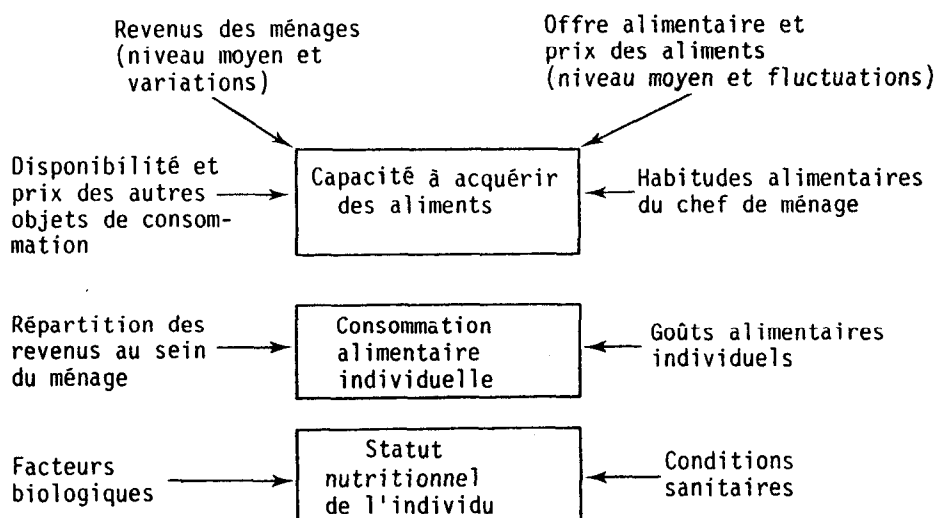 Revenus des ménages
(niveau moyen et
variations)
Offre alimentaire et
prix des aliments
(niveau moyen et fluctuations)
Disponibilité et
prix des autres
objets de consom-
mation
Capacité à acquérir
des aliments
Habitudes alimentaires
du chef de ménage
Répartition des
revenus au sein
du ménage
Consommation
alimentaire
individuelle
Goûts alimentaires
individuels
Facteurs
biologiques
Statut
nutritionnel
de l'individu
Conditions
sanitaires